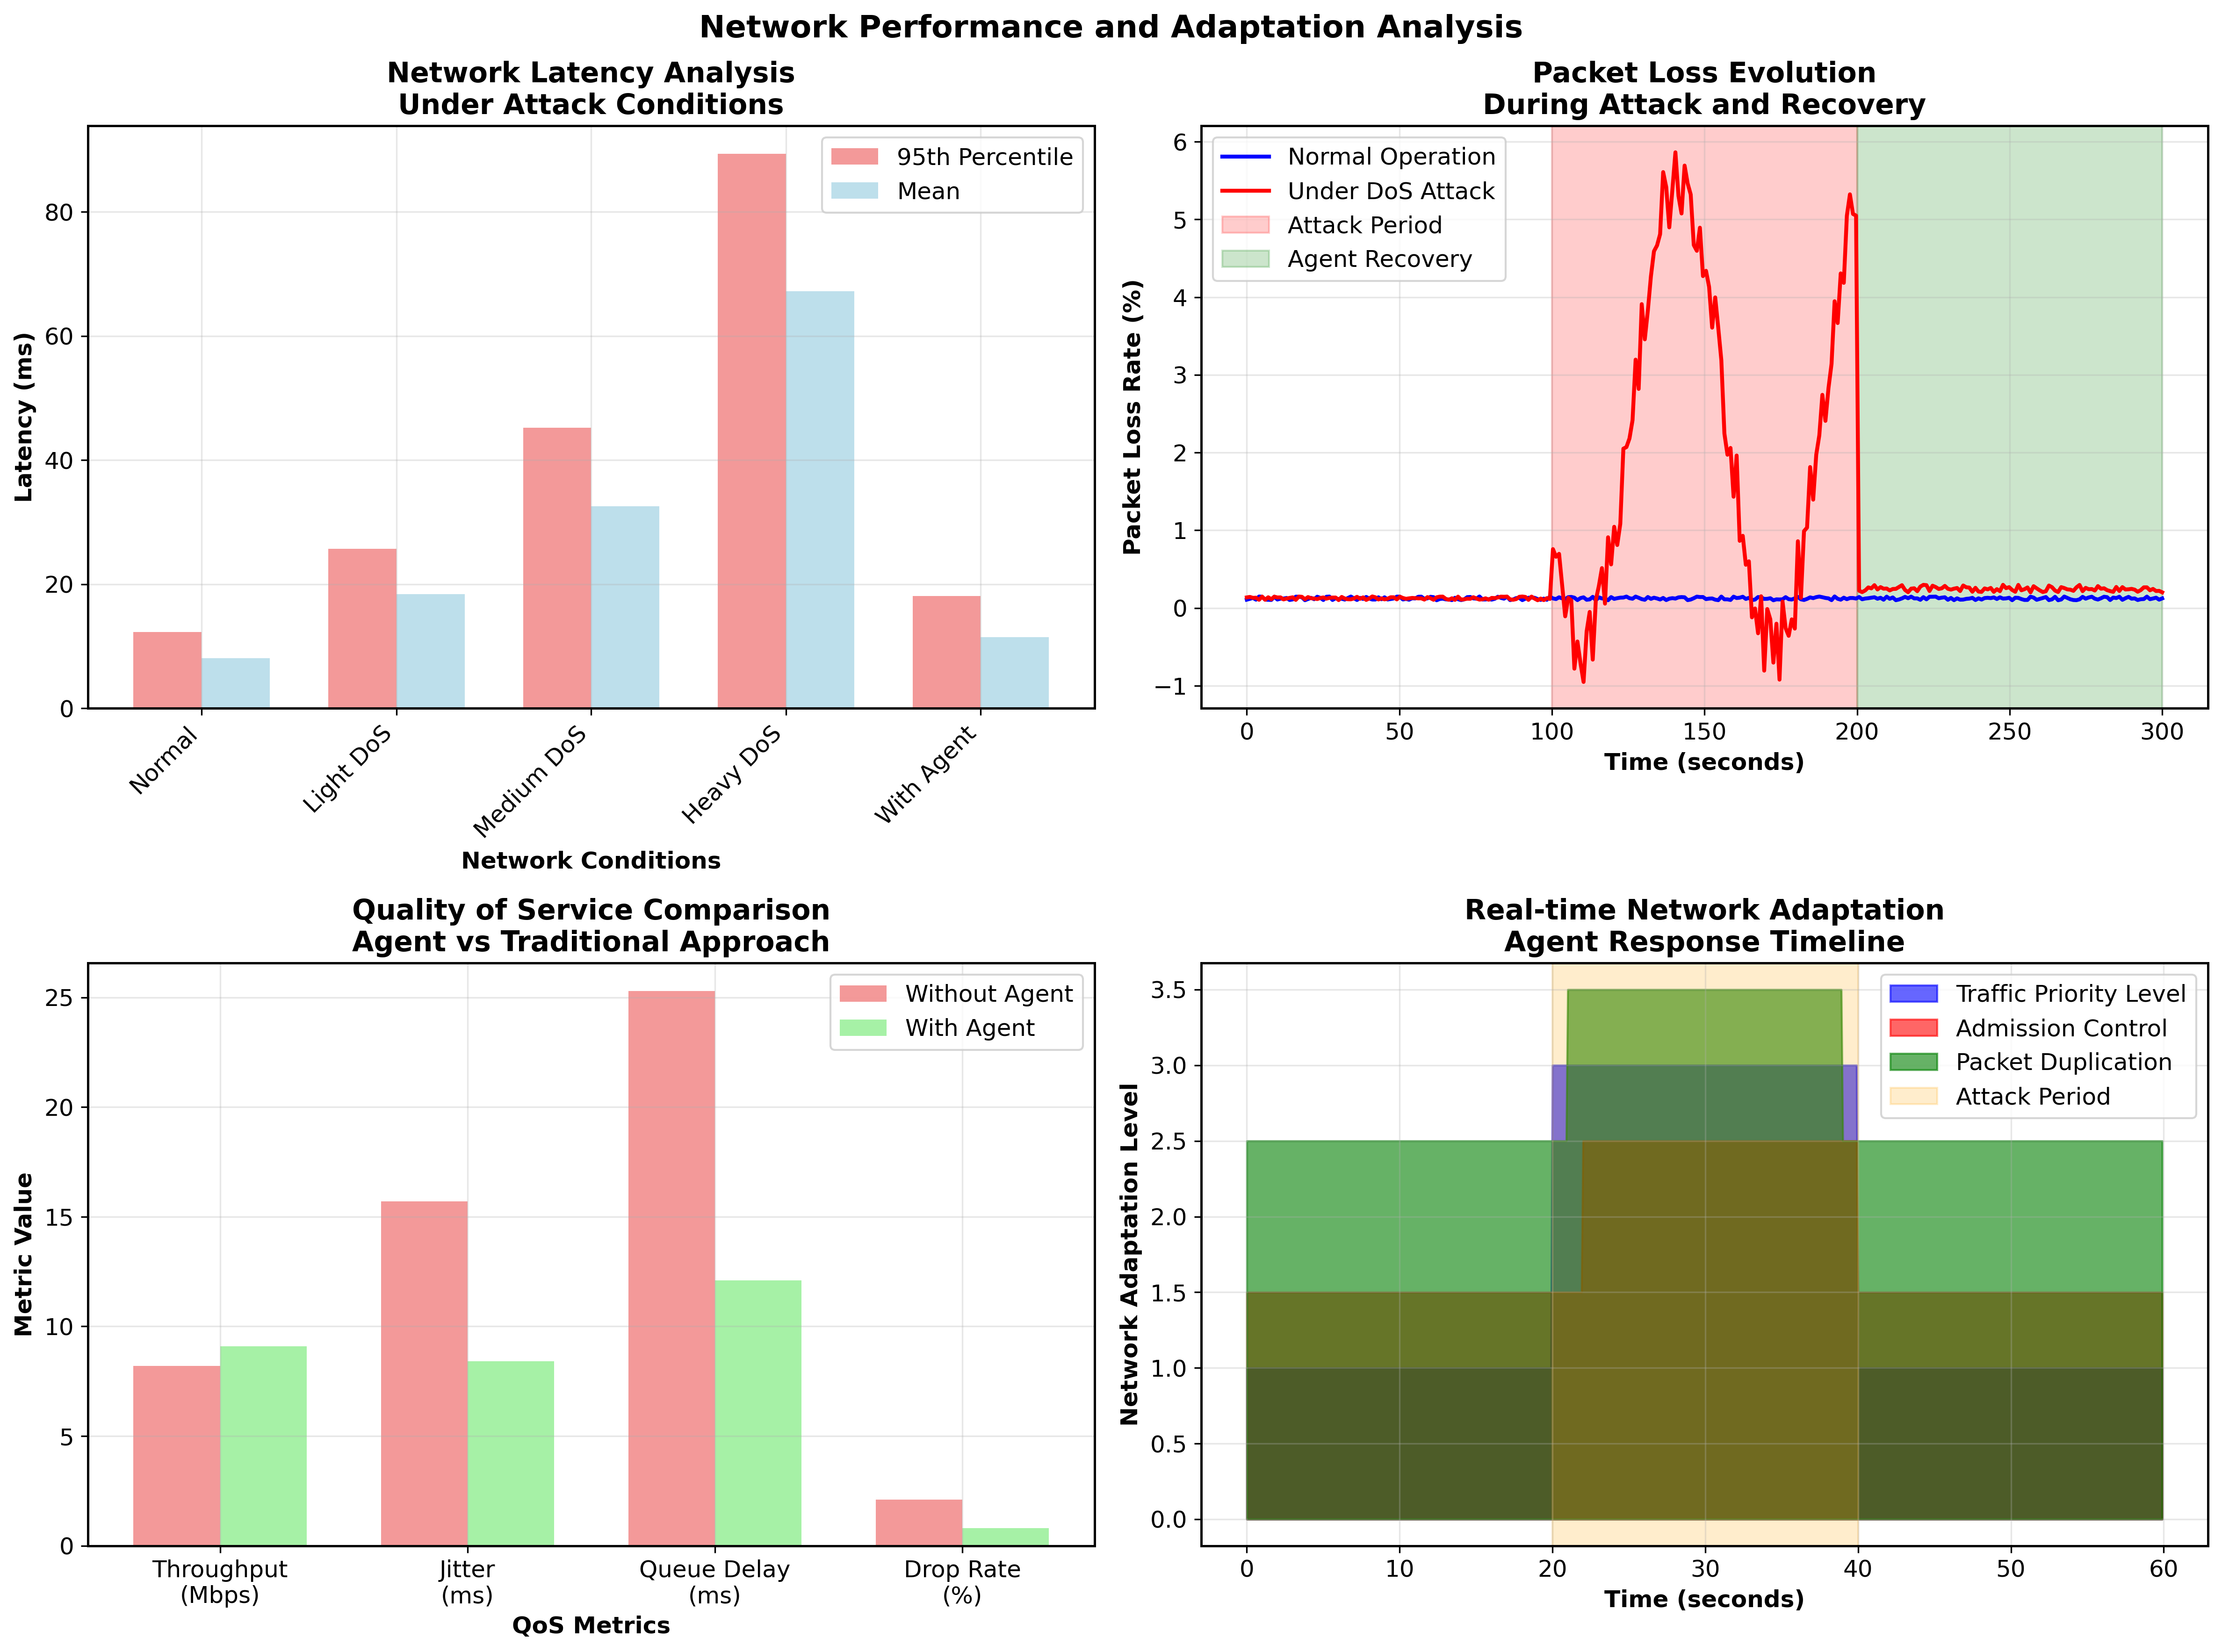 Network Performance and Adaptation Analysis
Network Latency Analysis
Under Attack Conditions
95th Percentile
Mean
Latency (ms)
80
60
40
20
0
Normal
Light DoS
Medium DoS
Heavy DoS
With Agent
Network Conditions
Packet Loss Evolution
During Attack and Recovery
Normal Operation
Under DoS Attack
Attack Period
Agent Recovery
Packet Loss Rate (%)
6
5
4
3
2
1
0
−1
0
50
100
150
200
250
300
Time (seconds)
Quality of Service Comparison
Agent vs Traditional Approach
Without Agent
With Agent
Metric Value
25
20
15
10
5
0
Throughput
(Mbps)
Jitter
(ms)
Queue Delay
(ms)
Drop Rate
(%)
QoS Metrics
Real-time Network Adaptation
Agent Response Timeline
Traffic Priority Level
Admission Control
Packet Duplication
Attack Period
Network Adaptation Level
3.5
3.0
2.5
2.0
1.5
1.0
0.5
0.0
0
10
20
30
40
50
60
Time (seconds)